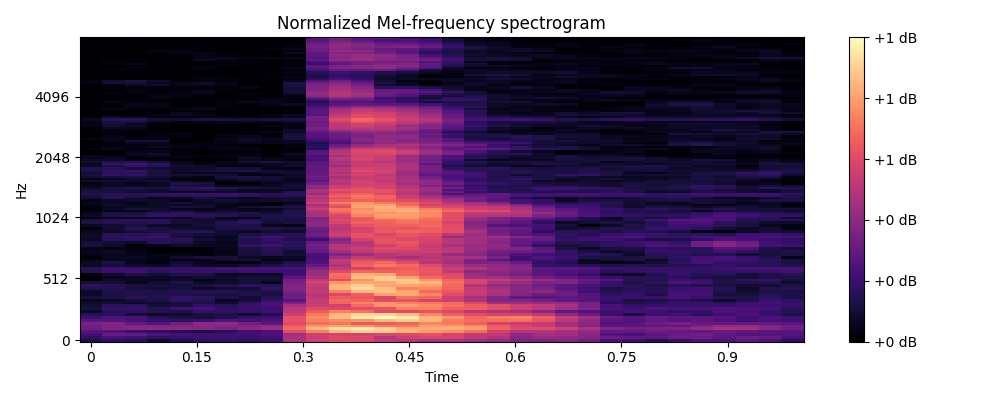 Normalized Mel-frequency spectrogram
Hz
4096
2048
1024
512
0
0 0.15 0.3 0.45 0.6 0.75 0.9
Time
+1 dB
+1 dB
+1 dB
+0 dB
+0 dB
+0 dB